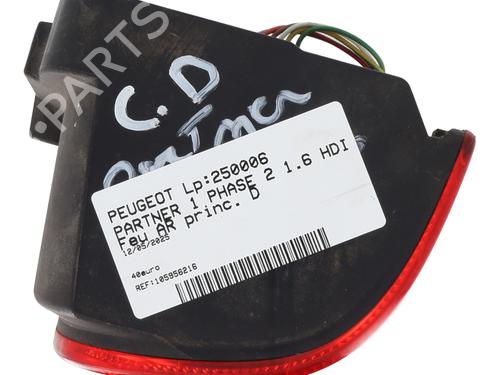 PARTS
C.D
Partner
PEUGEOT Lp:250006
PARTNER 1 PHASE 2 1.6 HDI
Feu AR princ. D
12/05/2025
40euro
REF:105956216